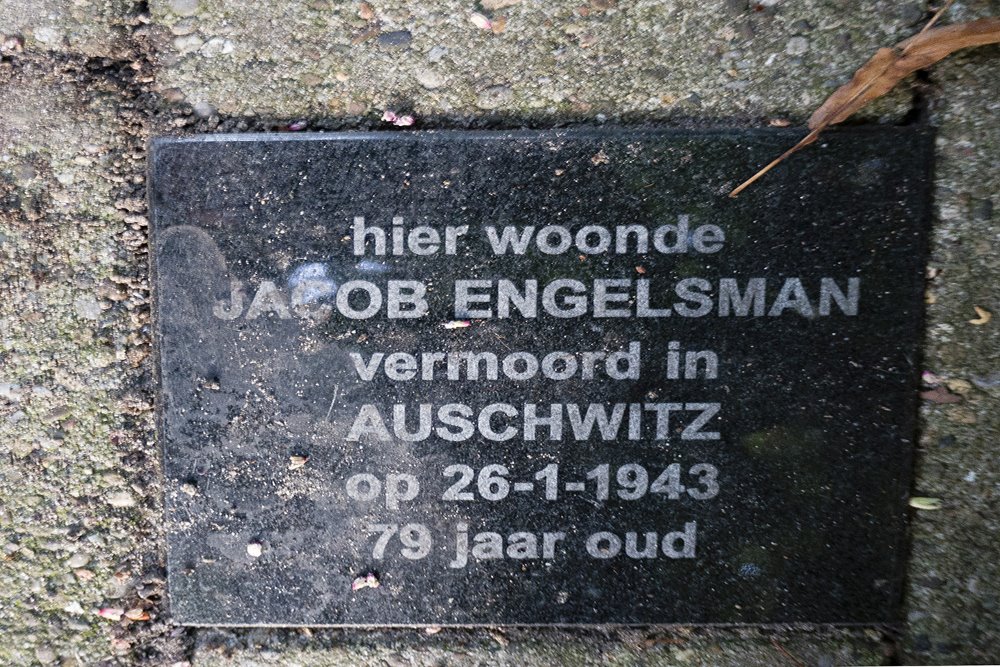 hier woonde
JACOB ENGELSMAN
vermoord in
AUSCHWITZ
op 26-1-1943
79 jaar oud